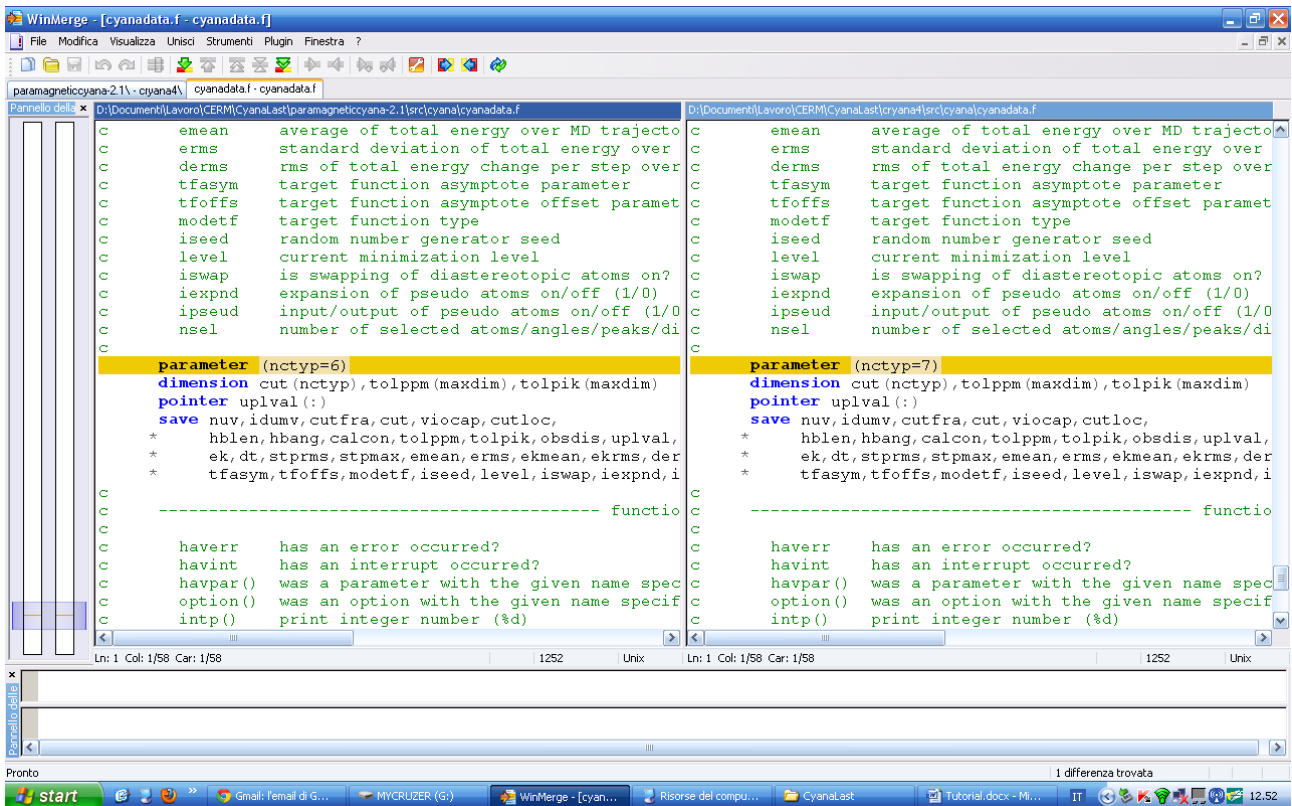 WinMerge - [cyanadata.f - cyanadata.f]
File Modifica Visualizza Unisci Strumenti Plugin Finestra ?
paramagneticcyana-2.1\ - cryana4\ cyanadata.f - cyanadata.f
Pannello della x D:\Documenti\Lavoro\CERM\CyanaLast\paramagneticcyana-2.1\src\cyana\cyanadata.f D:\Documenti\Lavoro\CERM\CyanaLast\cryana4\src\cyana\cyanadata.f
c emean average of total energy over MD trajecto c emean average of total energy over MD trajecto
c erms standard deviation of total energy over c erms standard deviation of total energy over
c derms rms of total energy change per step over c derms rms of total energy change per step over
c tfasym target function asymptote parameter c tfasym target function asymptote parameter
c tfoffs target function asymptote offset paramet c tfoffs target function asymptote offset paramet
c modetf target function type c modetf target function type
c iseed random number generator seed c iseed random number generator seed
c level current minimization level c level current minimization level
c iswap is swapping of diastereotopic atoms on? c iswap is swapping of diastereotopic atoms on?
c iexpnd expansion of pseudo atoms on/off (1/0) c iexpnd expansion of pseudo atoms on/off (1/0)
c ipseud input/output of pseudo atoms on/off (1/0 c ipseud input/output of pseudo atoms on/off (1/0
c nsel number of selected atoms/angles/peaks/di c nsel number of selected atoms/angles/peaks/di
c c
parameter (nctyp=6) parameter (nctyp=7)
dimension cut(nctyp),tolppm(maxdim),tolpik(maxdim) dimension cut(nctyp),tolppm(maxdim),tolpik(maxdim)
pointer uplval(:) pointer uplval(:)
save nuv,idumv,cutfra,cut,viocap,cutloc, save nuv,idumv,cutfra,cut,viocap,cutloc,
* hblen,hbang,calcon,tolppm,tolpik,obsdis,uplval, * hblen,hbang,calcon,tolppm,tolpik,obsdis,uplval,
* ek,dt,stprms,stpmax,emean,erms,ekmean,ekrms,der * ek,dt,stprms,stpmax,emean,erms,ekmean,ekrms,der
* tfasym,tfoffs,modetf,iseed,level,iswap,iexpnd,i * tfasym,tfoffs,modetf,iseed,level,iswap,iexpnd,i
c c
c -------------------------------------------- functio c -------------------------------------------- functio
c c
c haverr has an error occurred? c haverr has an error occurred?
c havint has an interrupt occurred? c havint has an interrupt occurred?
c havpar() was a parameter with the given name spec c havpar() was a parameter with the given name spec
c option() was an option with the given name specif c option() was an option with the given name specif
c intp() print integer number (%d) c intp() print integer number (%d)
Ln: 1 Col: 1/58 Car: 1/58 1252 Unix Ln: 1 Col: 1/58 Car: 1/58 1252 Unix
x
Pannello delle
Pronto 1 differenza trovata
start Gmail: l'email di G... MYCRUZER (G:) WinMerge - [cyan... Risorse del compu... CyanaLast Tutorial.docx - Mi... IT 12.52